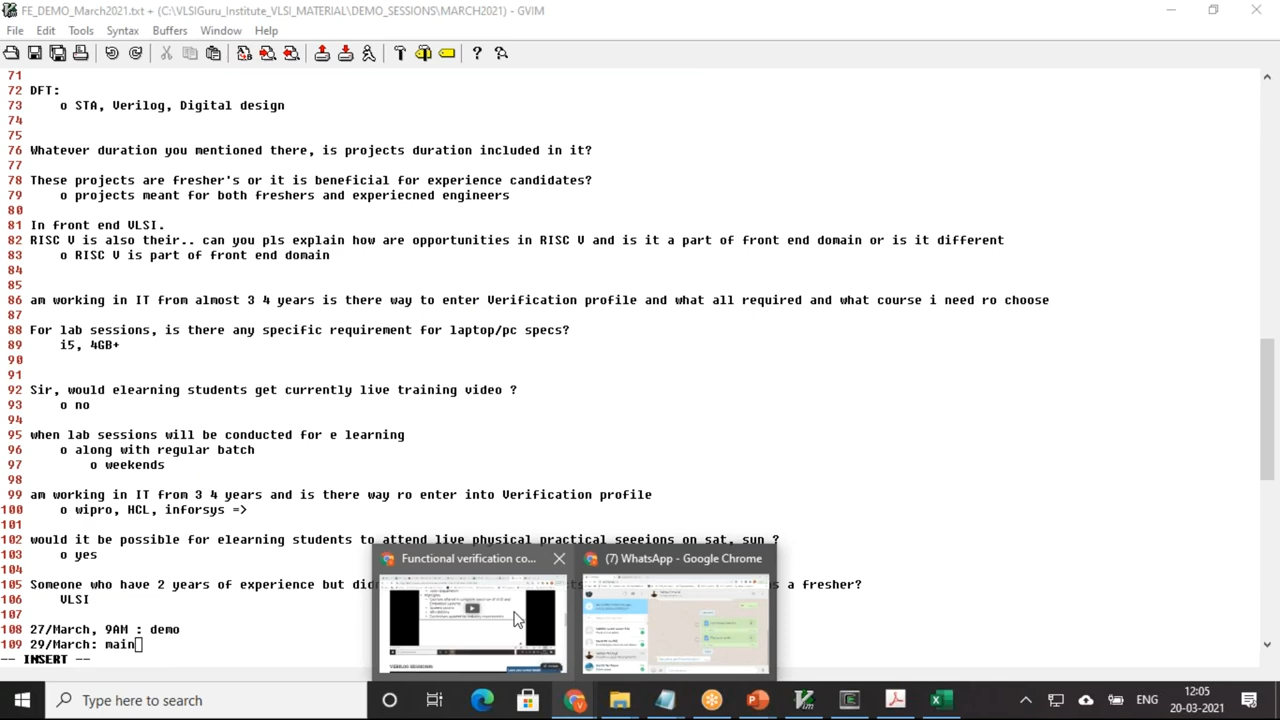 FE_DEMO_March2021.txt + (C:\VLSIGuru_Institute_VLSI_MATERIAL\DEMO_SESSIONS\MARCH2021) - GVIM
File Edit Tools Syntax Buffers Window Help
71
72 DFT:
73 o STA, Verilog, Digital design
74
75
76 Whatever duration you mentioned there, is projects duration included in it?
77
78 These projects are fresher's or it is beneficial for experience candidates?
79 o projects meant for both freshers and experiecned engineers
80
81 In front end VLSI.
82 RISC V is also their.. can you pls explain how are opportunities in RISC V and is it a part of front end domain or is it different
83 o RISC V is part of front end domain
84
85
86 am working in IT from almost 3 4 years is there way to enter Verification profile and what all required and what course i need ro choose
87
88 For lab sessions, is there any specific requirement for laptop/pc specs?
89 i5, 4GB+
90
91
92 Sir, would elearning students get currently live training video ?
93 o no
94
95 when lab sessions will be conducted for e learning
96 o along with regular batch
97 o weekends
98
99 am working in IT from 3 4 years and is there way ro enter into Verification profile
100 o wipro, HCL, inforsys =>
101
102 would it be possible for elearning students to attend live physical practical seeeions on sat, sun ?
103 o yes
104
105 Someone who have 2 years of experience but did s a fresher?
106 VLSI
107
108 27/March, 9AM : demo
109 29/March: main
-- INSERT --
Functional verification co...
(7) WhatsApp - Google Chrome
Type here to search
ENG
12:05
20-03-2021